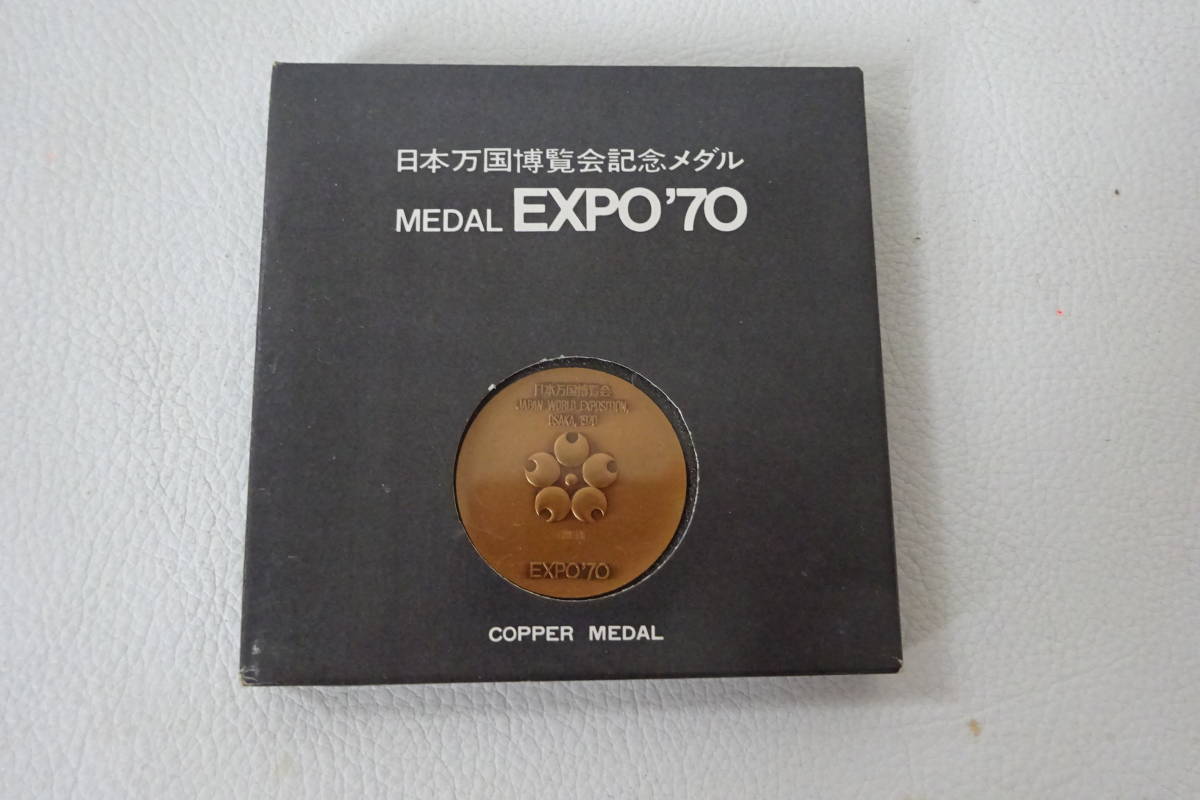 日本万国博覧会記念メダル
MEDAL EXPO'70
日本万国博覧会
JAPAN WORLD EXPOSITION,
OSAKA, 1970
EXPO'70
COPPER MEDAL